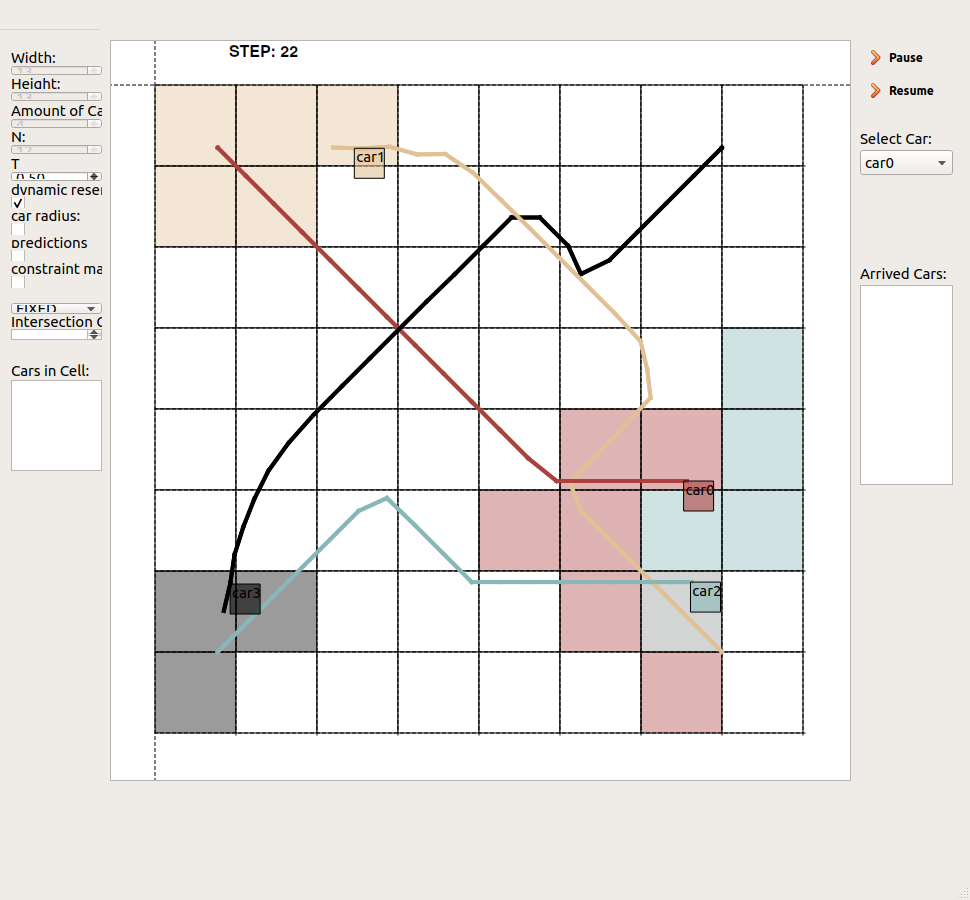 STEP: 22
Width:
Height:
Amount of Ca
N:
T
0.50
dynamic reser
car radius:
predictions
constraint ma
FIXED
Intersection C
Cars in Cell:
car1
car0
car2
car3
Pause
Resume
Select Car:
car0
Arrived Cars: